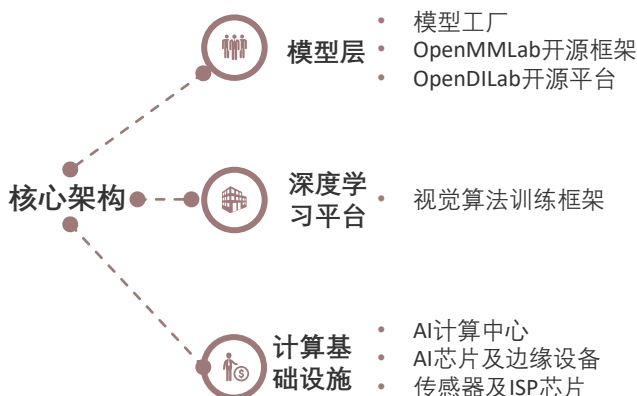 核心架构
模型层
模型工厂
OpenMMLab开源框架
OpenDILab开源平台
深度学
习平台
视觉算法训练框架
计算基
础设施
AI计算中心
AI芯片及边缘设备
传感器及ISP芯片